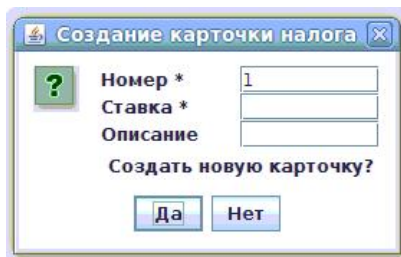 Создание карточки налога
Номер * 1
Ставка *
Описание
Создать новую карточку?
Да Нет